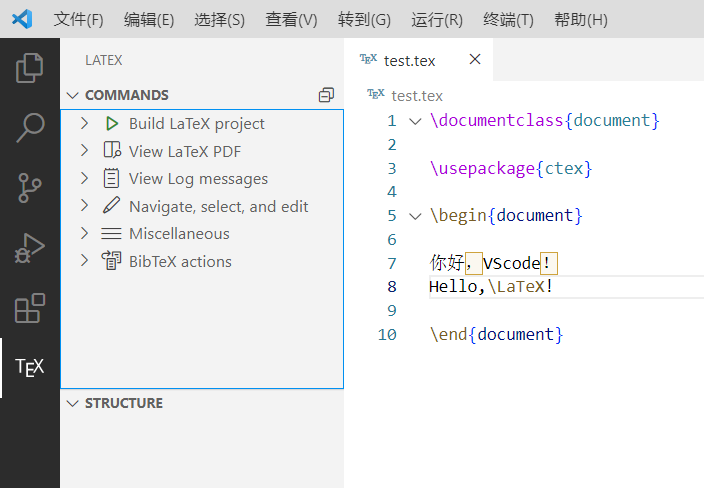 文件(F) 编辑(E) 选择(S) 查看(V) 转到(G) 运行(R) 终端(T) 帮助(H)
LATEX
COMMANDS
Build LaTeX project
View LaTeX PDF
View Log messages
Navigate, select, and edit
Miscellaneous
BibTeX actions
STRUCTURE
TEX
TEX test.tex
TEX test.tex
1 \documentclass{document}
2
3 \usepackage{ctex}
4
5 \begin{document}
6
7 你好，VScode！
8 Hello,\LaTeX!
9
10 \end{document}